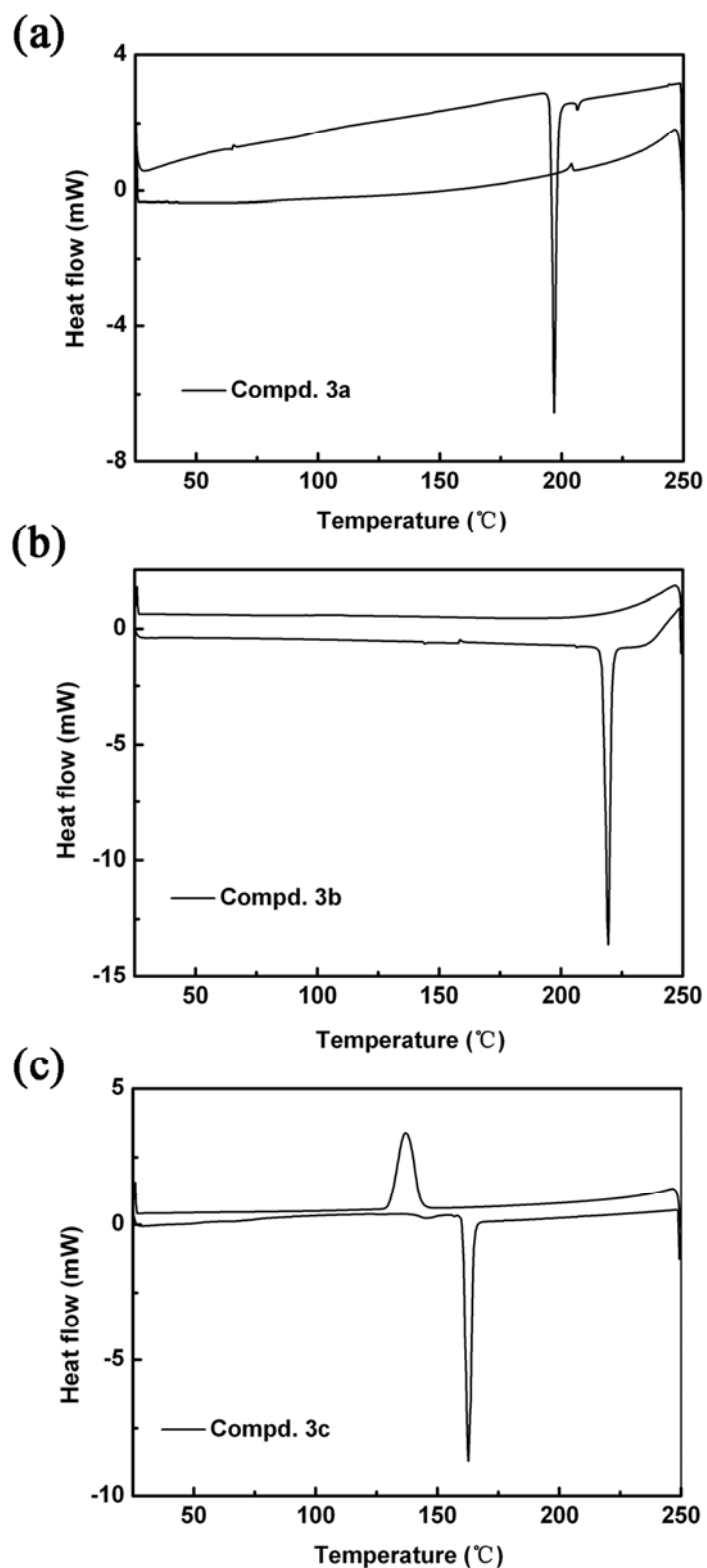 (a)
4
0
-4
-8
Heat flow (mW)
Compd. 3a
50 100 150 200 250
Temperature (℃)
(b)
0
-5
-10
-15
Heat flow (mW)
Compd. 3b
50 100 150 200 250
Temperature (℃)
(c)
5
0
-5
-10
Heat flow (mW)
Compd. 3c
50 100 150 200 250
Temperature (℃)